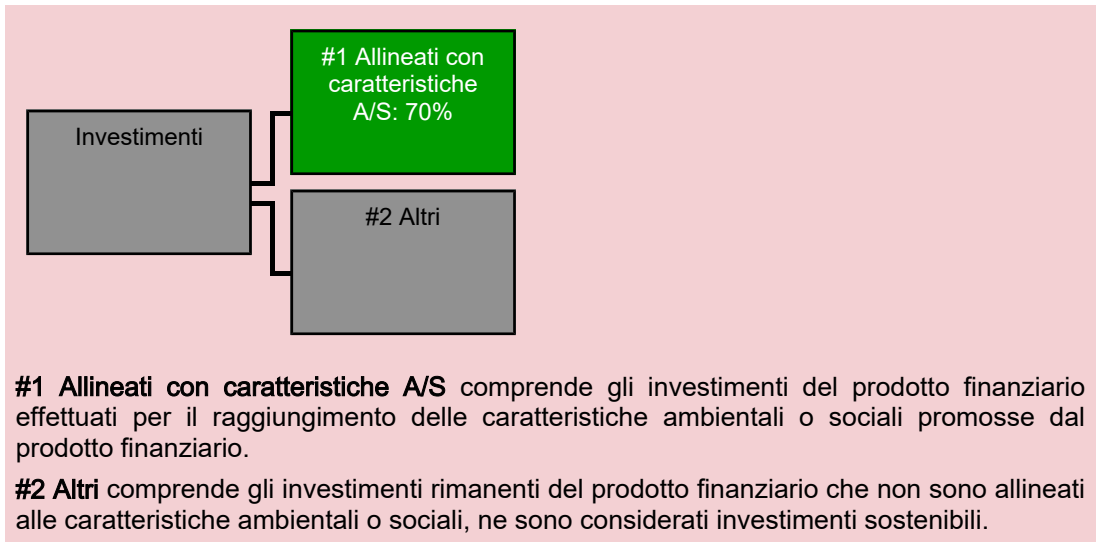 #1 Allineati con
caratteristiche
A/S: 70%
Investimenti
#2 Altri
#1 Allineati con caratteristiche A/S comprende gli investimenti del prodotto finanziario
effettuati per il raggiungimento delle caratteristiche ambientali o sociali promosse dal
prodotto finanziario.
#2 Altri comprende gli investimenti rimanenti del prodotto finanziario che non sono allineati
alle caratteristiche ambientali o sociali, ne sono considerati investimenti sostenibili.